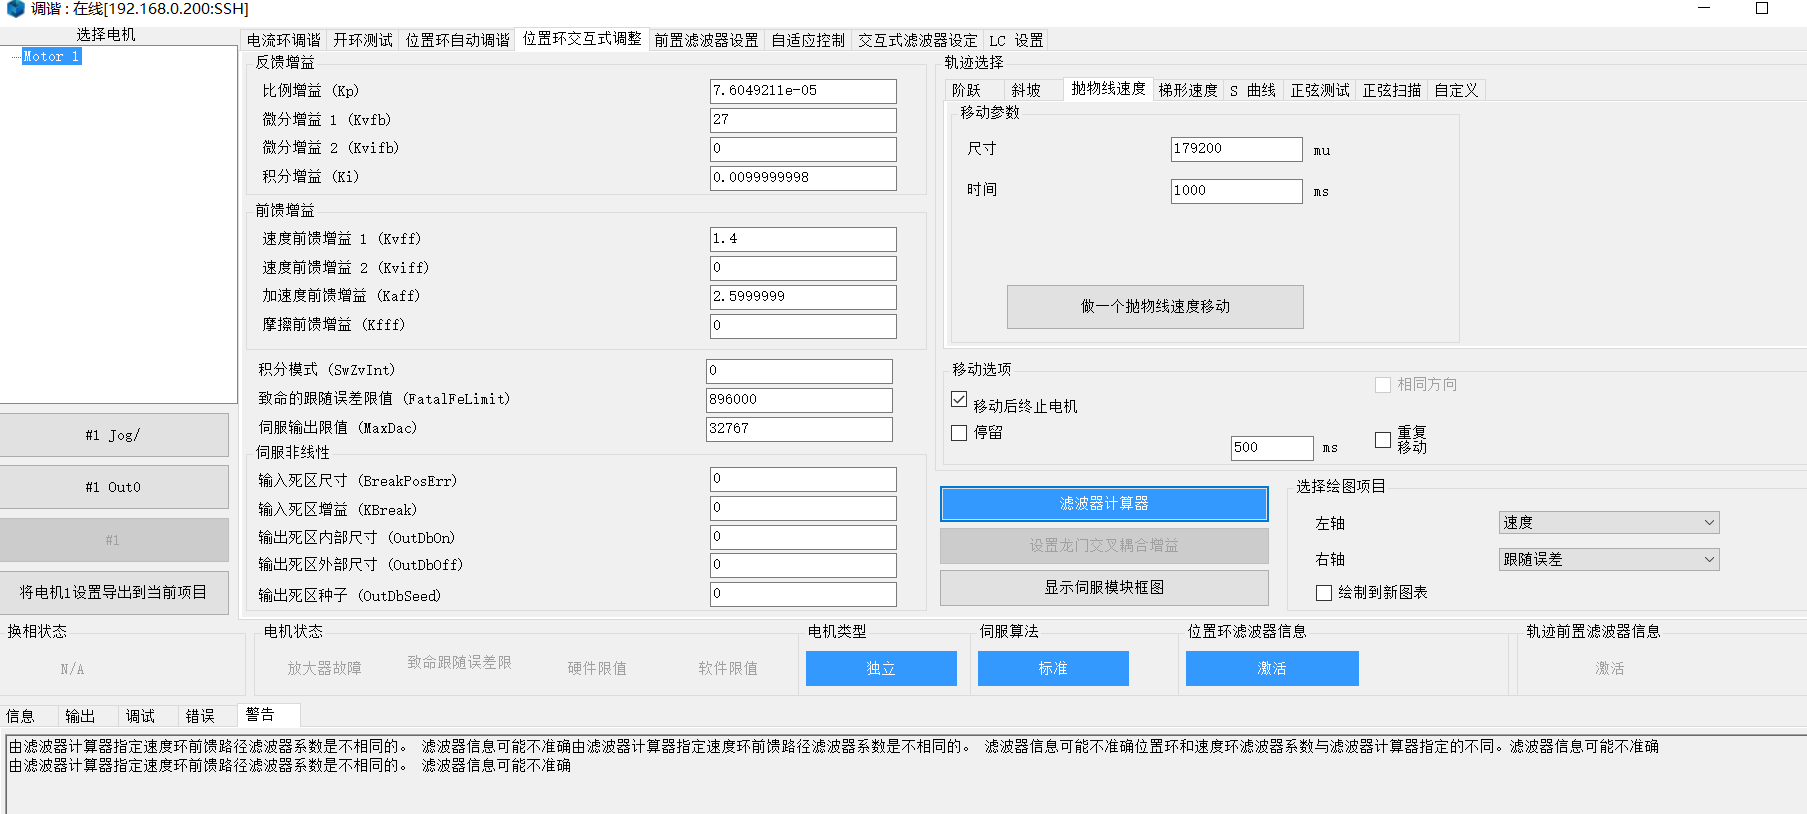 调谐 : 在线[192.168.0.200:SSH]
选择电机
Motor 1
#1 Jog/
#1 Out0
#1
将电机1设置导出到当前项目
电流环调谐 开环测试 位置环自动调谐 位置环交互式调整 前置滤波器设置 自适应控制 交互式滤波器设定 LC 设置
反馈增益
比例增益 (Kp) 7.6049211e-05
微分增益 1 (Kvfb) 27
微分增益 2 (Kvifb) 0
积分增益 (Ki) 0.0099999998
前馈增益
速度前馈增益 1 (Kvff) 1.4
速度前馈增益 2 (Kviff) 0
加速度前馈增益 (Kaff) 2.5999999
摩擦前馈增益 (Kfff) 0
积分模式 (SwZvInt) 0
致命的跟随误差限值 (FatalFeLimit) 896000
伺服输出限值 (MaxDac) 32767
伺服非线性
输入死区尺寸 (BreakPosErr) 0
输入死区增益 (KBreak) 0
输出死区内部尺寸 (OutDbOn) 0
输出死区外部尺寸 (OutDbOff) 0
输出死区种子 (OutDbSeed) 0
轨迹选择
阶跃 斜坡 抛物线速度 梯形速度 S 曲线 正弦测试 正弦扫描 自定义
移动参数
尺寸 179200 mu
时间 1000 ms
做一个抛物线速度移动
移动选项
相同方向
移动后终止电机
停留 500 ms
重复
移动
滤波器计算器
设置龙门交叉耦合增益
显示伺服模块框图
选择绘图项目
左轴 速度
右轴 跟随误差
绘制到新图表
换相状态
N/A
电机状态
放大器故障 致命跟随误差限 硬件限值 软件限值
电机类型
独立
伺服算法
标准
位置环滤波器信息
激活
轨迹前置滤波器信息
激活
信息 输出 调试 错误 警告
由滤波器计算器指定速度环前馈路径滤波器系数是不相同的。 滤波器信息可能不准确由滤波器计算器指定速度环前馈路径滤波器系数是不相同的。 滤波器信息可能不准确位置环和速度环滤波器系数与滤波器计算器指定的不同。滤波器信息可能不准确
由滤波器计算器指定速度环前馈路径滤波器系数是不相同的。 滤波器信息可能不准确